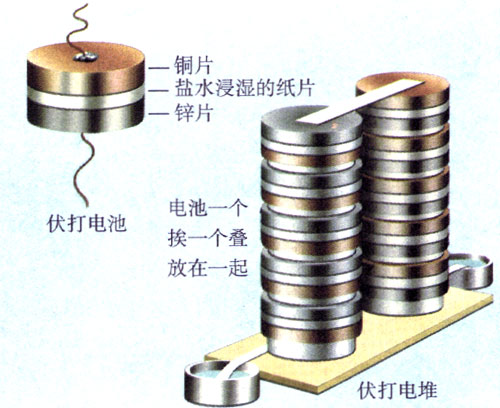 铜片
盐水浸湿的纸片
锌片
伏打电池
电池一个
挨一个叠
放在一起
伏打电堆